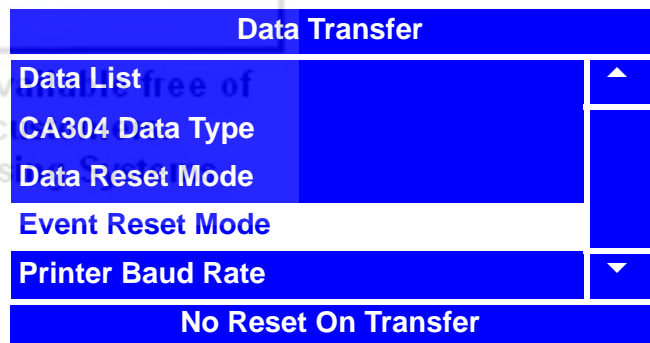 Data Transfer
Data List
CA304 Data Type
Data Reset Mode
Event Reset Mode
Printer Baud Rate
No Reset On Transfer